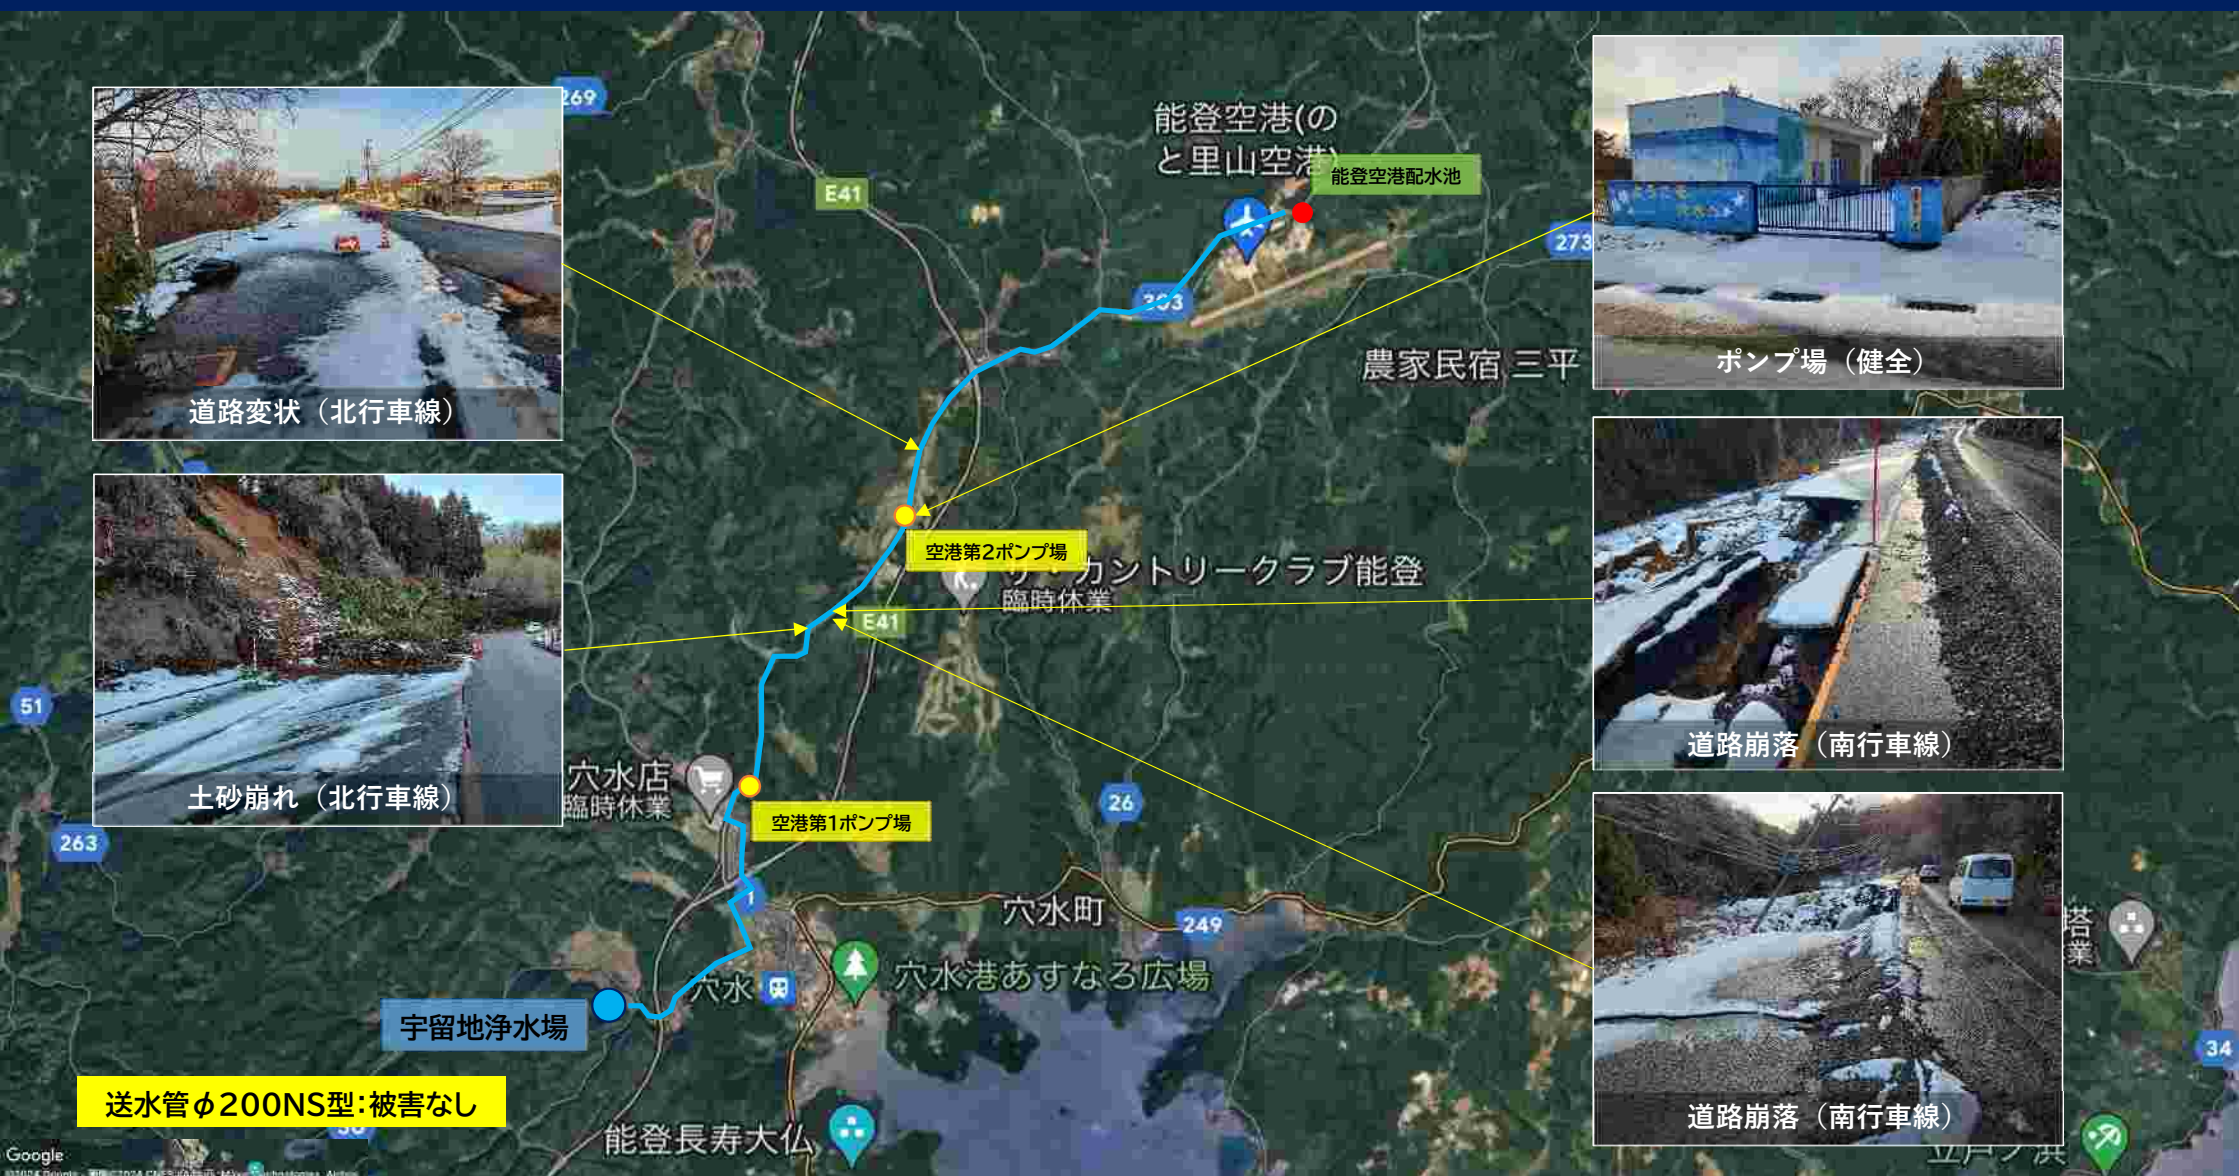 269
能登空港(の
と里山空港)
能登空港配水池
E41
273
303
農家民宿 三平
道路変状（北行車線）
ポンプ場（健全）
空港第2ポンプ場
ザ・カントリークラブ能登
臨時休業
E41
51
道路崩落（南行車線）
土砂崩れ（北行車線）
穴水店
臨時休業
空港第1ポンプ場
26
263
1
穴水町
249
塔
業
穴水
穴水港あすなろ広場
宇留地浄水場
34
送水管φ200NS型：被害なし
道路崩落（南行車線）
能登長寿大仏
Google